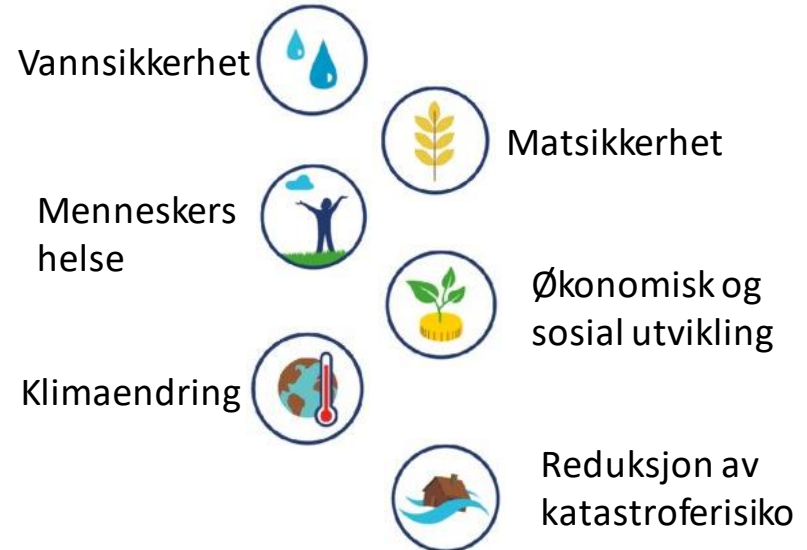 Vannsikkerhet
Matsikkerhet
Menneskers
helse
Økonomisk og
sosial utvikling
Klimaendring
Reduksjon av
katastroferisiko